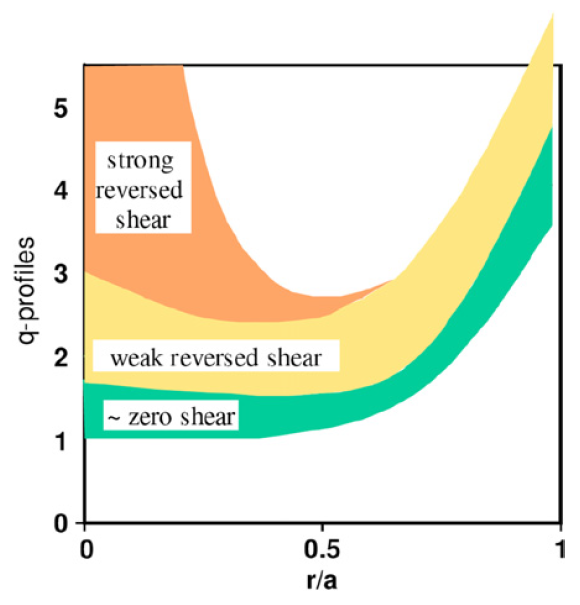 5
strong
reversed
shear
4
q-profiles
3
2
weak reversed shear
~ zero shear
1
0
0
0.5
1
r/a